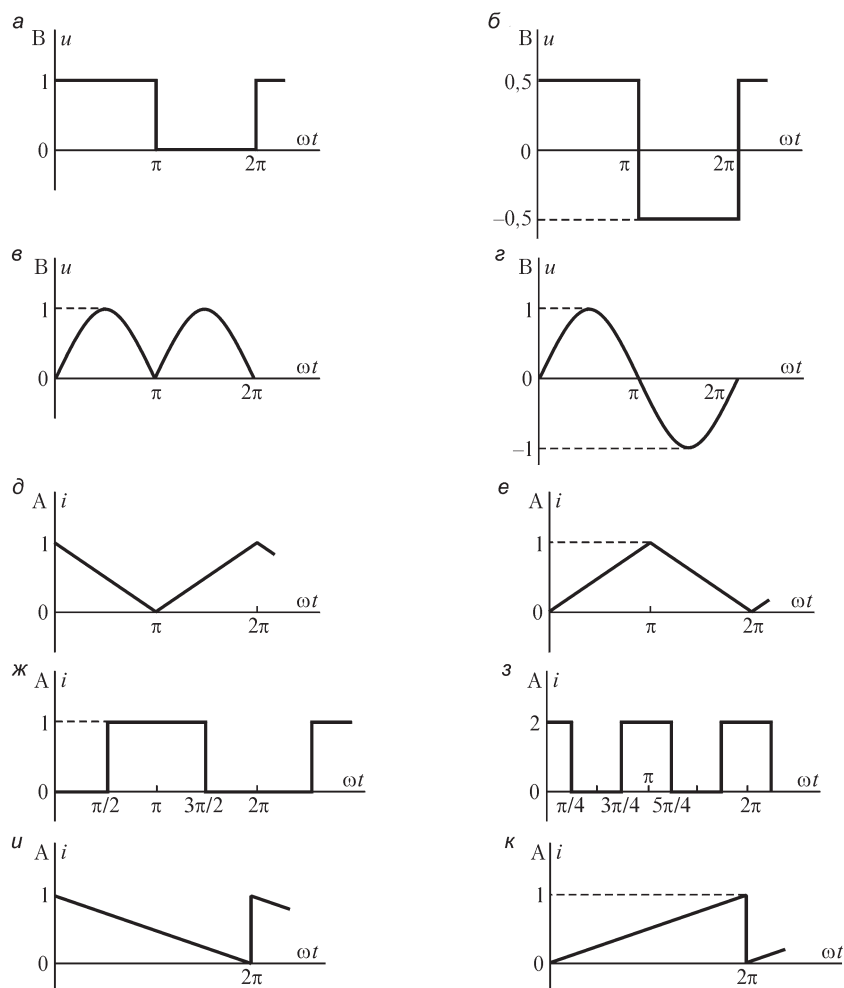 а
В u
1
0
π 2π ωt
б
В u
0,5
0
–0,5
π 2π ωt
в
В u
1
0
π 2π ωt
г
В u
1
0
–1
π 2π ωt
д
А i
1
0
π 2π ωt
е
А i
1
0
π 2π ωt
ж
А i
1
0
π/2 π 3π/2 2π ωt
з
А i
2
0
π
π/4 3π/4 5π/4 2π ωt
и
А i
1
0
2π ωt
к
А i
1
0
2π ωt